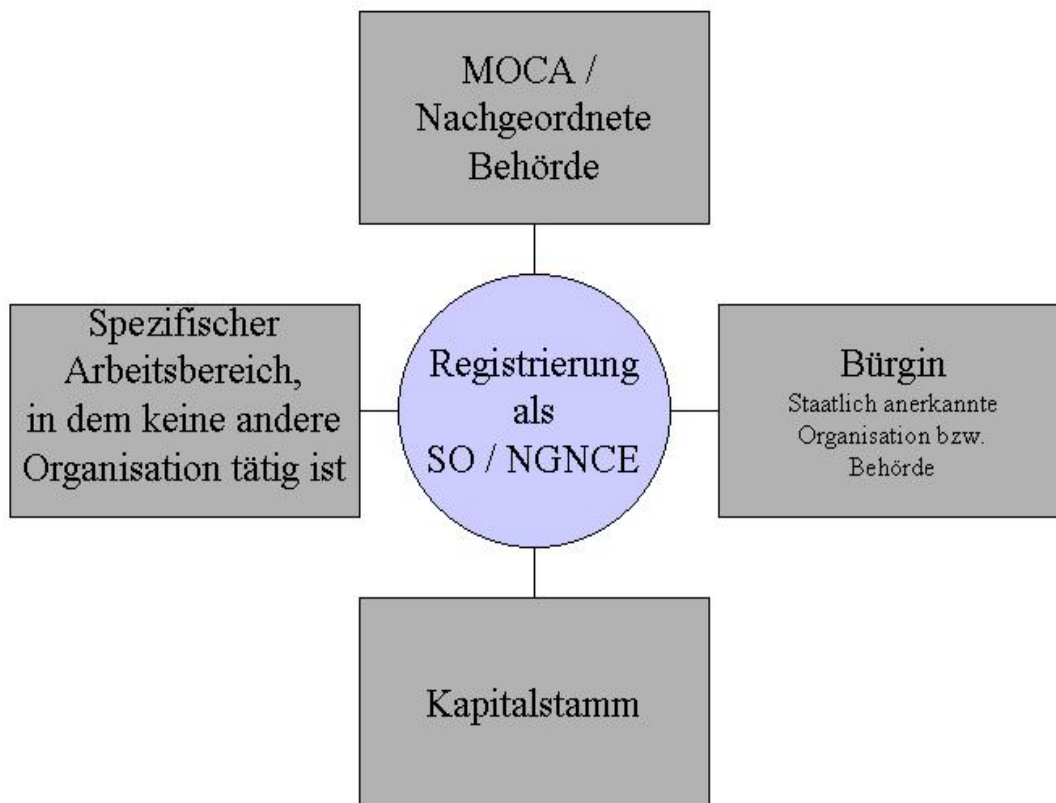 MOCA /
Nachgeordnete
Behörde
Spezifischer
Arbeitsbereich,
in dem keine andere
Organisation tätig ist
Registrierung
als
SO / NGNCE
Bürgin
Staatlich anerkannte
Organisation bzw.
Behörde
Kapitalstamm